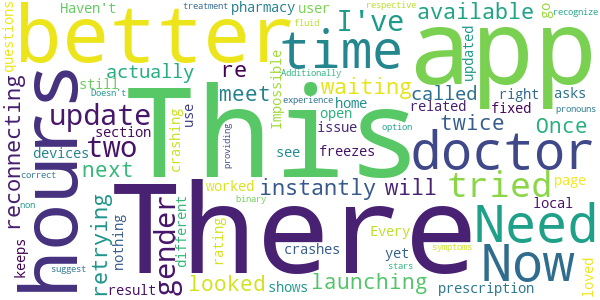 Haven't
pharmacy
user
respective
treatment
fluid
recognize
better
time
I've
available
app
go
questions
actually
re
meet
Impossible
Additionally
updated
still
waiting
hours
This
called
right
asks
home
related
fixed
update
section
crashing
use
open
issue
experience
pronouns
reconnecting
two
twice
Once
doesn't
devices
next
see
freezes
option
doctor
providing
page
correct
There
worked
instantly
will
tried
local
non
retrying
gender
different
binary
Every
yet
Need
Now
keeps
nothing
looked
rating
crashes
symptoms
suggest
result
shows
launching
stars
prescription
loved